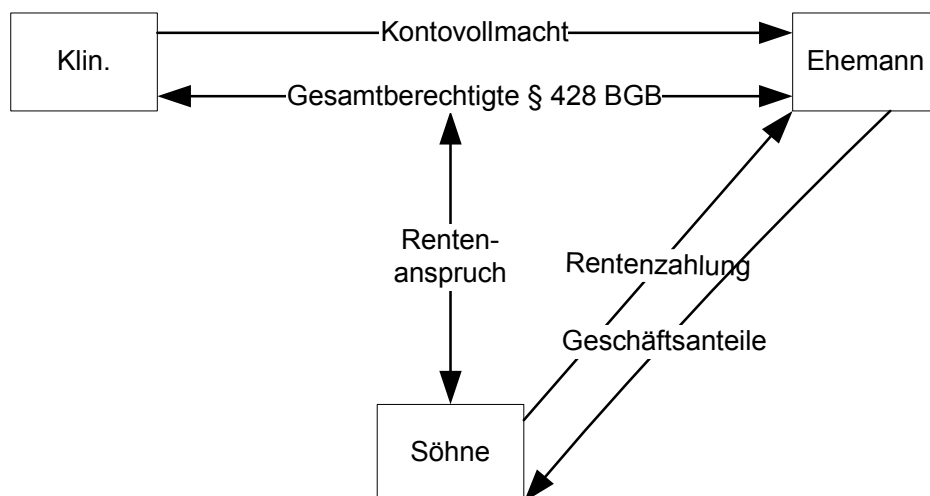 Klin.
Kontovollmacht
Ehemann
Gesamtberechtigte § 428 BGB
Renten-
anspruch
Rentenzahlung
Geschäftsanteile
Söhne